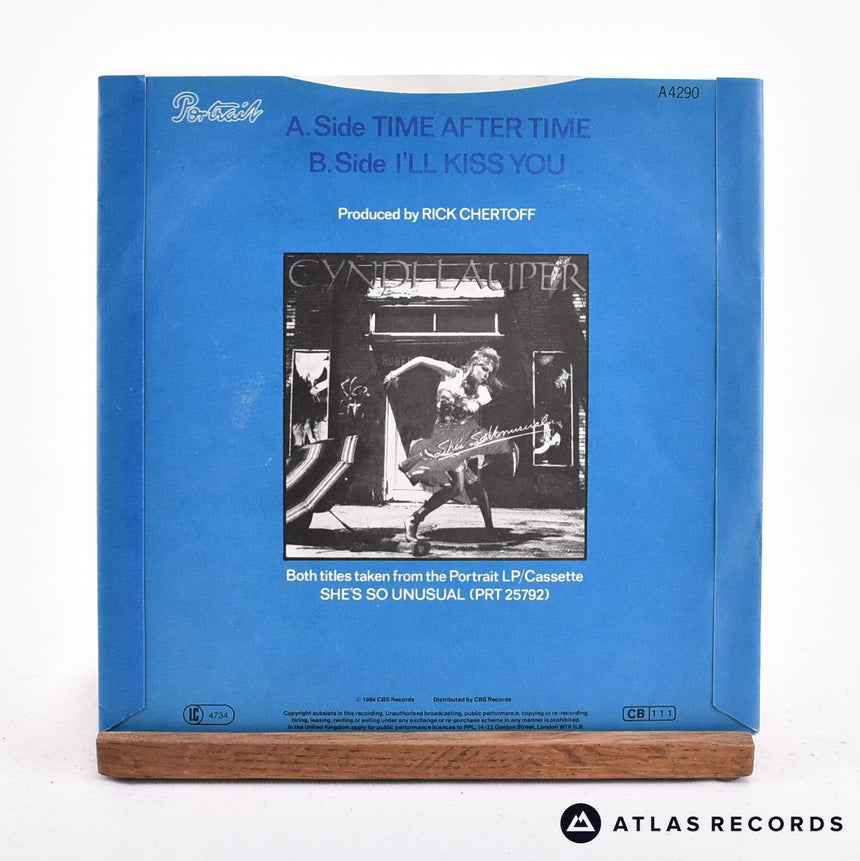 Portrait
A4290
A.Side TIME AFTER TIME
B.Side I'LL KISS YOU
Produced by RICK CHERTOFF
CYNDI LAUPER
She's So Unusual
Both titles taken from the Portrait LP/Cassette
SHE'S SO UNUSUAL (PRT 25792)
© 1984 CBS Records Distributed by CBS Records
LC 4734
Copyright subsists in this recording. Unauthorised broadcasting, public performance, copying or re-recording,
hiring, leasing, renting or selling under any exchange or re-purchase scheme in any manner is prohibited.
In the United Kingdom apply for public performance licences to PPL, 14-22 Ganton Street, London W1V 1LB.
CB 111
ATLAS RECORDS